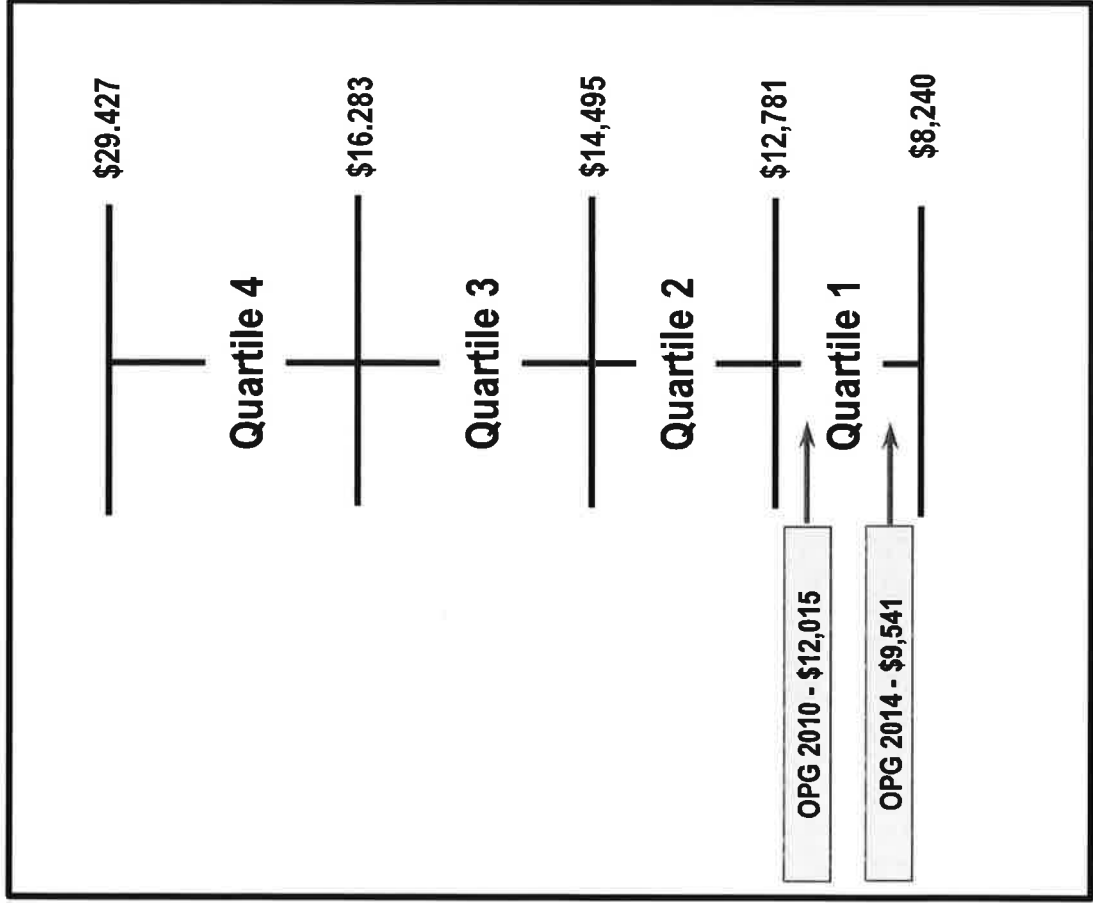 $29.427
Quartile 4
$16.283
Quartile 3
$14,495
Quartile 2
$12,781
OPG 2010 - $12,015
Quartile 1
OPG 2014 - $9,541
$8,240